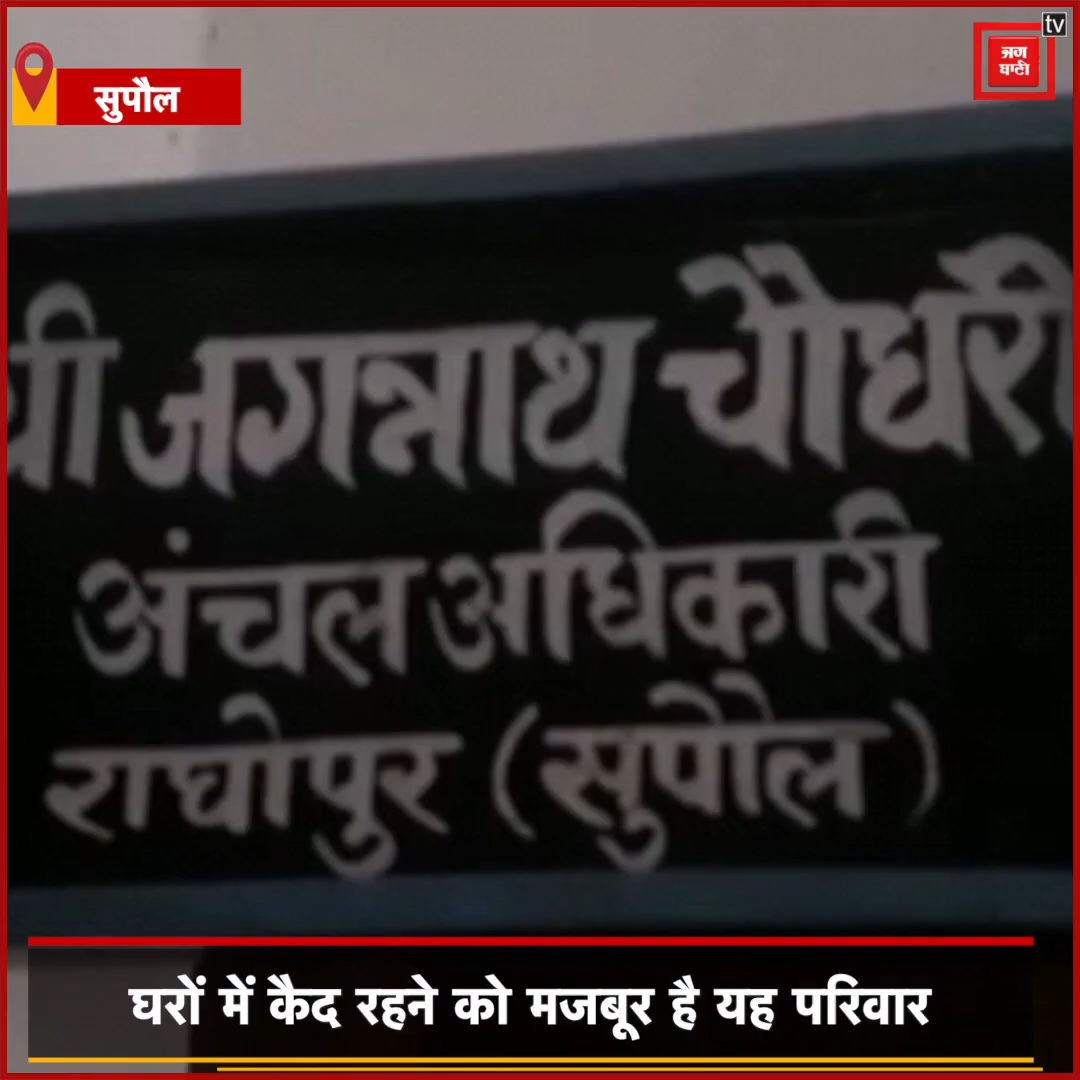 tv
जग
बाणी
सुपौल
श्री जगन्नाथ चौधरी
अंचल अधिकारी
राघोपुर (सुपौल)
घरों में कैद रहने को मजबूर है यह परिवार